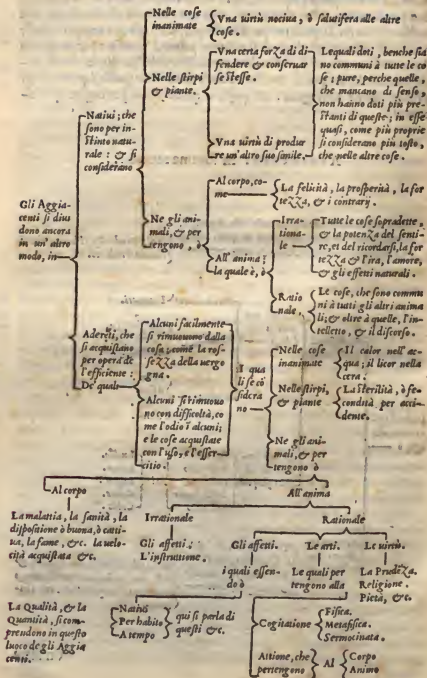 Nelle cose
inanimate
Vna uirtù nociua, ò salutifera alle altre
cose.
Nelle stirpi
& piante.
Vna certa forza di di
fendere & conseruar
se stesse.
Vna uirtù di produr
re un'altro suo simile.
Lequali doti, benche sia
no communi à tutte le co
se; pure, perche quelle,
che mancano di senso,
non hanno doti più pre-
stanti di queste; in esse
quasi, come più proprie
si considerano più tosto,
che nelle altre cose.
Natiui; che
sono per in-
stinto natu-
rale: & si
considerano
Gli Aggia-
centi si diui
dono ancora
in un'altro
modo, in
Ne gli ani-
mali, & per
tengono, ò
Al corpo, co-
me
La felicità, la prosperità, la for
tezza, & i contrarij.
All'anima;
la quale è, ò
Irra-
tiona-
le
Tutte le cose sopradette,
& la potenza del senti-
re, et del ricordarsi, la for
tezza & l'ira, l'amore,
& gli effetti naturali.
Ratio
nale,
Le cose, che sono commu
ni à tutti gli altri anima
li; & oltre à quelle, l'in-
telletto, & il discorso.
Aderēti, che
si acquistano
per opera de
l'efficiente:
De' quali
Alcuni facilmente
si rimuouono dalla
cosa; come la ros-
sezza della vergo
gna.
Alcuni si rimuouo
no con difficoltà, co
me l'odio ī alcuni;
e le cose acquistate
con l'uso, e l'esser
citio.
I qua
li se cō
sidera
no
Nelle cose
inanimate
Il calor nell'ac-
qua; il licor nella
cera.
Nelle stirpi,
& piante
La sterilità, ò fe-
condità per acci-
dente.
Ne gli ani-
mali, & per
tengono ò
Al corpo
All'anima
La malattia, la sanità, la
dispositione ò buona, ò catti-
ua, la fame, &c. la uelo-
cità acquistata &c.
Irrationale
Gli affetti;
L'instruttione.
Rationale
Gli affetti.
Le arti.
Le uirtù.
i quali essen-
do ò
Le quali per
tengono alla
La Prudēza.
Religione.
Pietà, &c.
Natiui
Per habito
A tempo
qui si parla di
questi &c.
Cogitatione
Fisica.
Metafisica.
Sermocinata.
Attione, che
pertengono
Al
Corpo
Animo
La Qualità, & la
Quantità, si com-
prendono in questo
luoco de gli Aggia
centi.